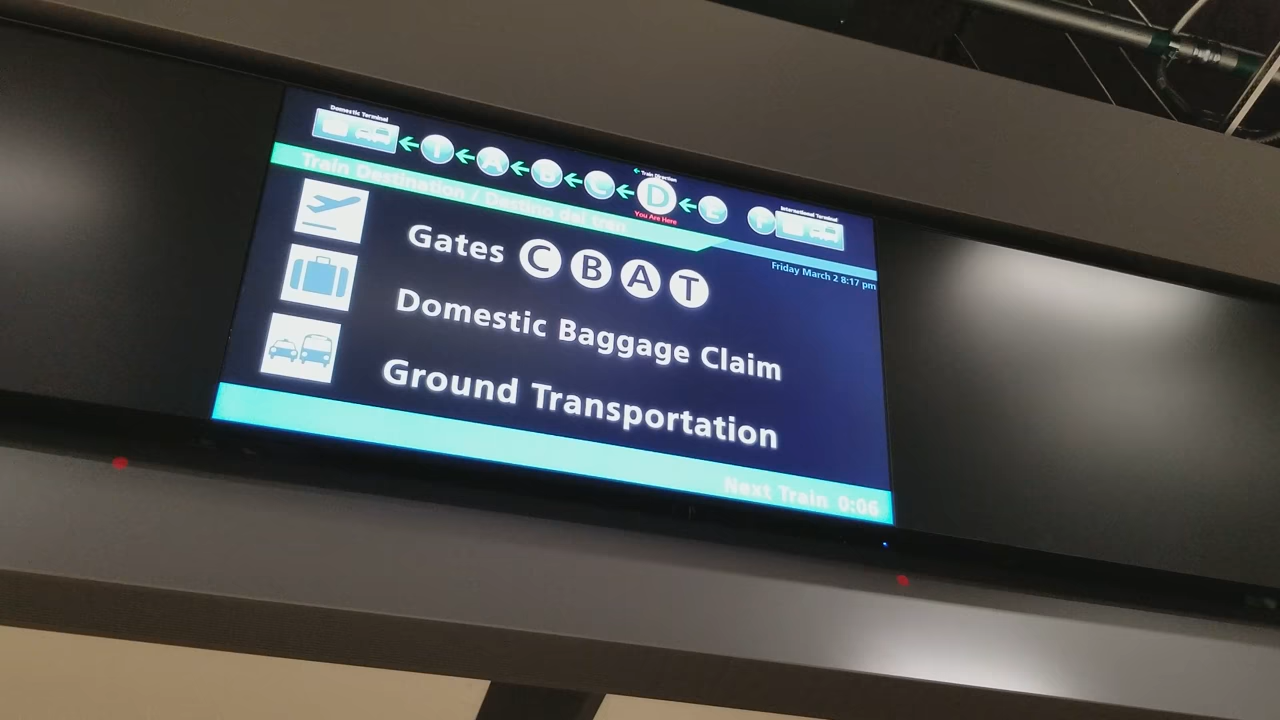 Domestic Terminal
T A B C D E F
Train Direction
You Are Here
International Terminal
Train Destination / Destino del tren
Friday March 2 8:17 pm
Gates C B A T
Domestic Baggage Claim
Ground Transportation
Next Train 0:06